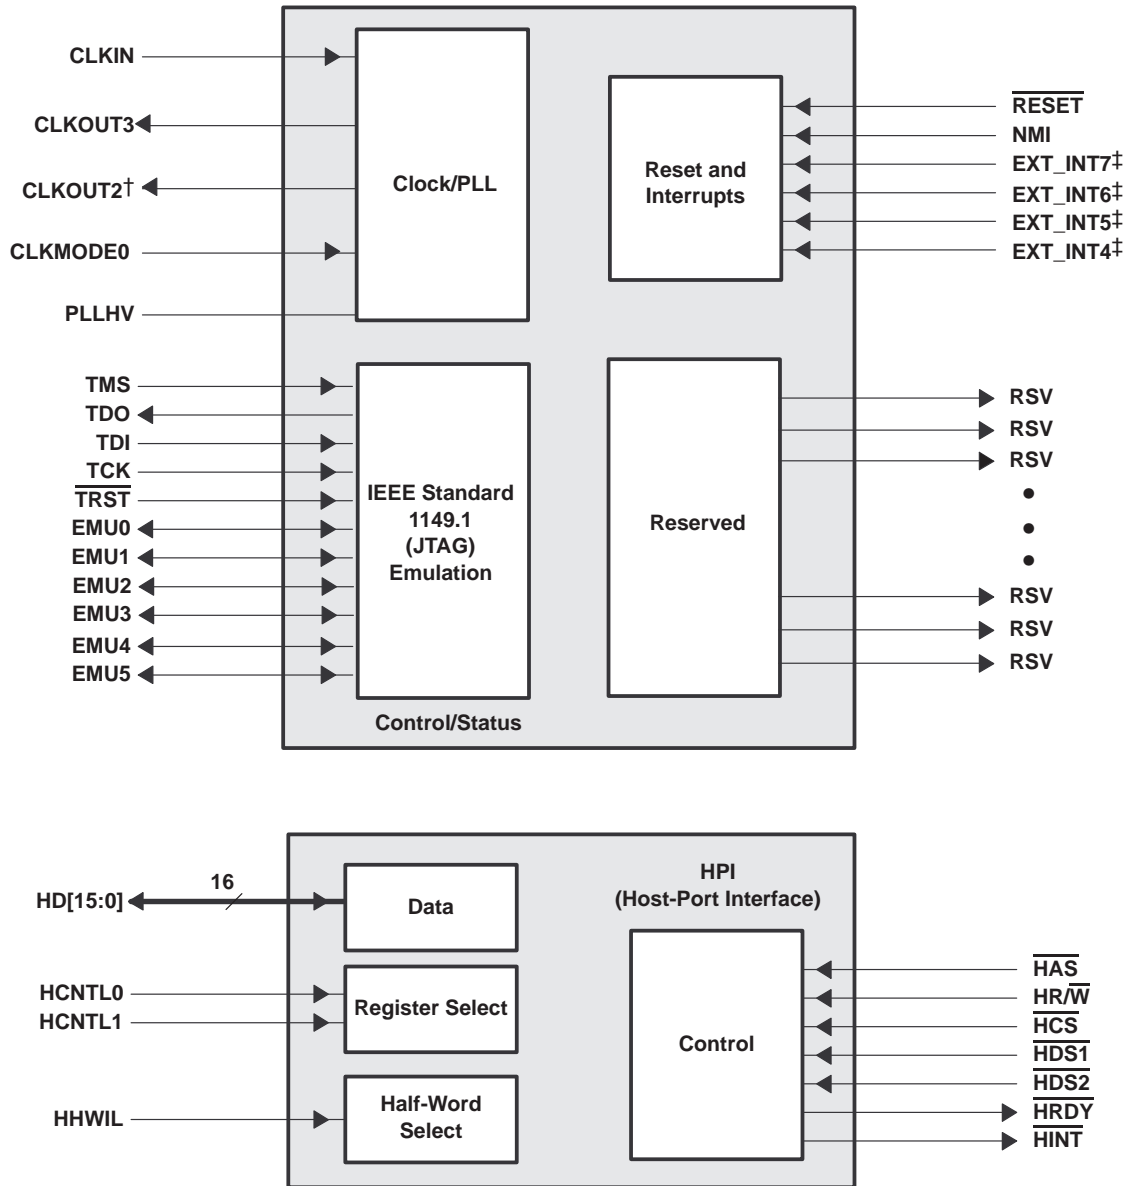 CLKIN
CLKOUT3
CLKOUT2†
CLKMODE0
PLLHV
Clock/PLL
Reset and
Interrupts
RESET
NMI
EXT_INT7‡
EXT_INT6‡
EXT_INT5‡
EXT_INT4‡
TMS
TDO
TDI
TCK
TRST
EMU0
EMU1
EMU2
EMU3
EMU4
EMU5
IEEE Standard
1149.1
(JTAG)
Emulation
Reserved
RSV
RSV
RSV
RSV
RSV
RSV
Control/Status
HD[15:0]
16
Data
HPI
(Host-Port Interface)
HCNTL0
HCNTL1
Register Select
HHWIL
Half-Word
Select
Control
HAS
HR/W
HCS
HDS1
HDS2
HRDY
HINT